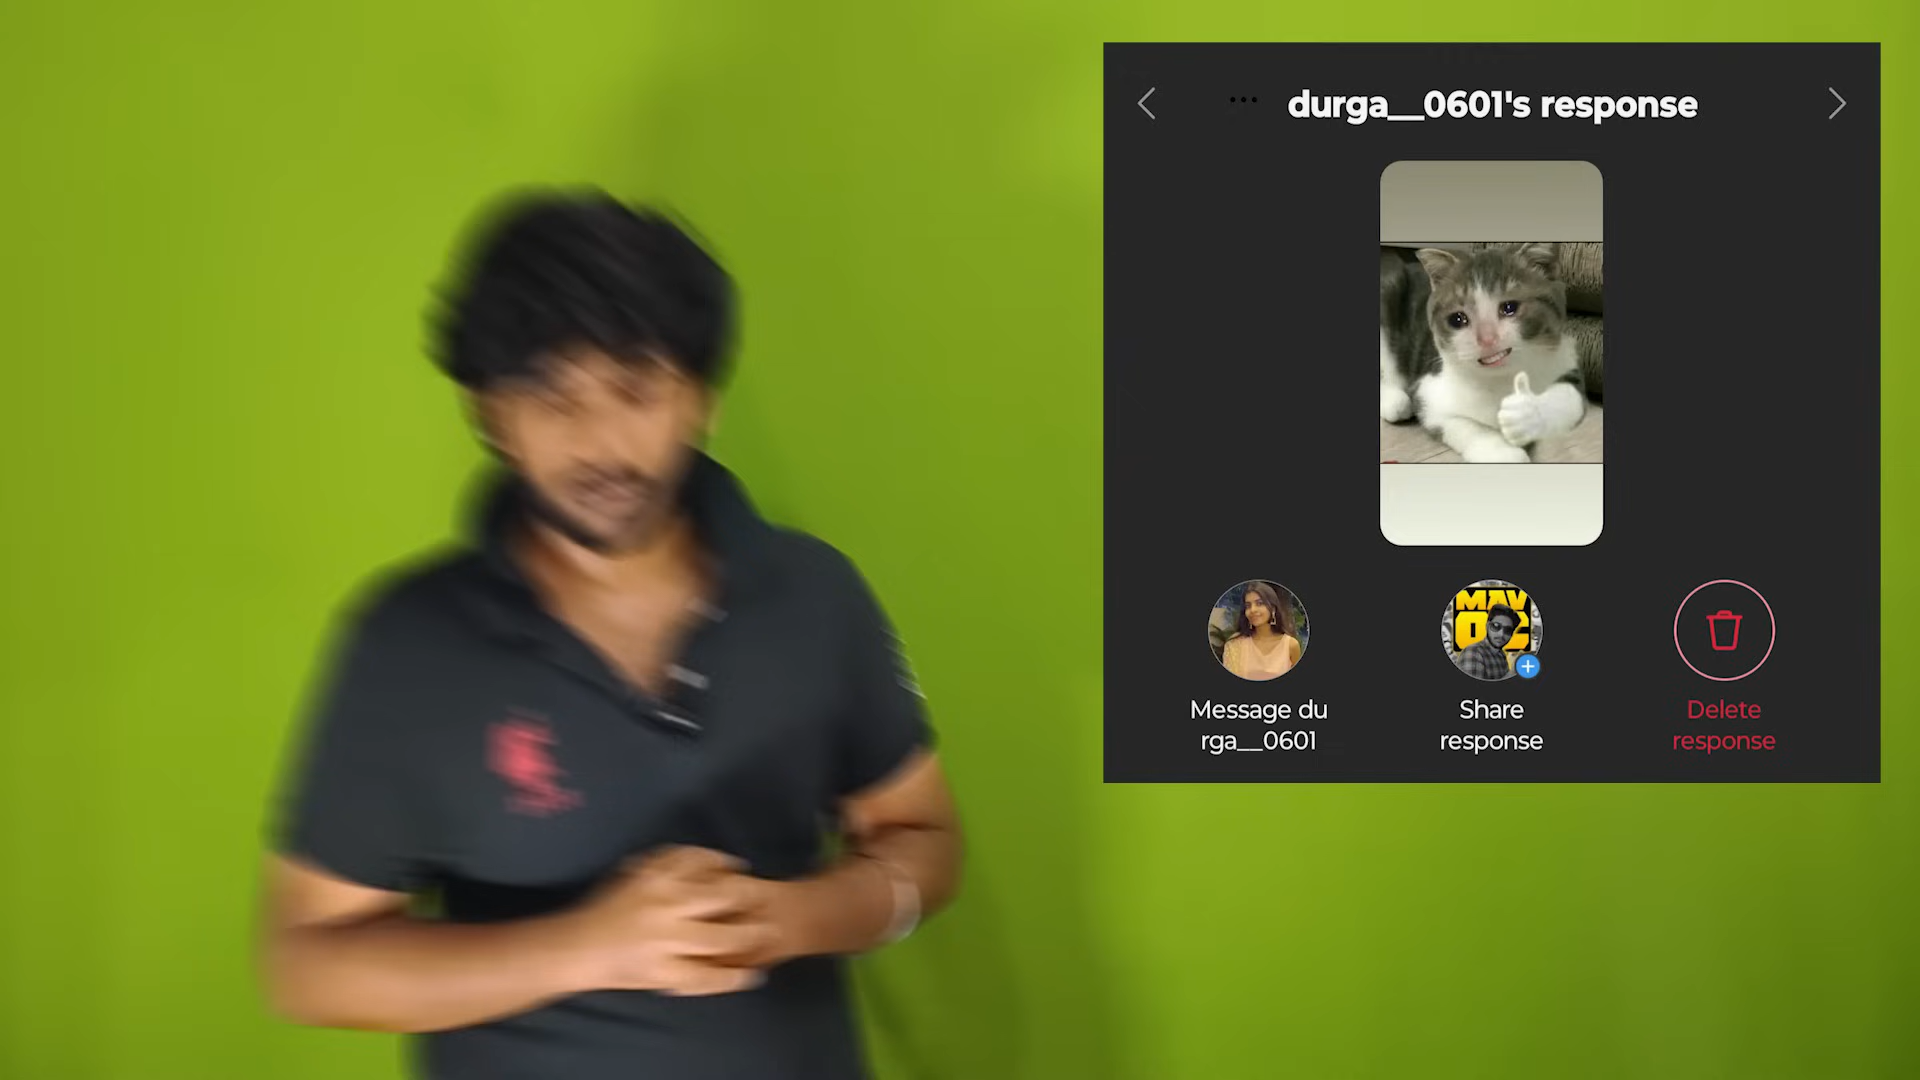 durga__0601's response
Message du
rga__0601
Share
response
Delete
response